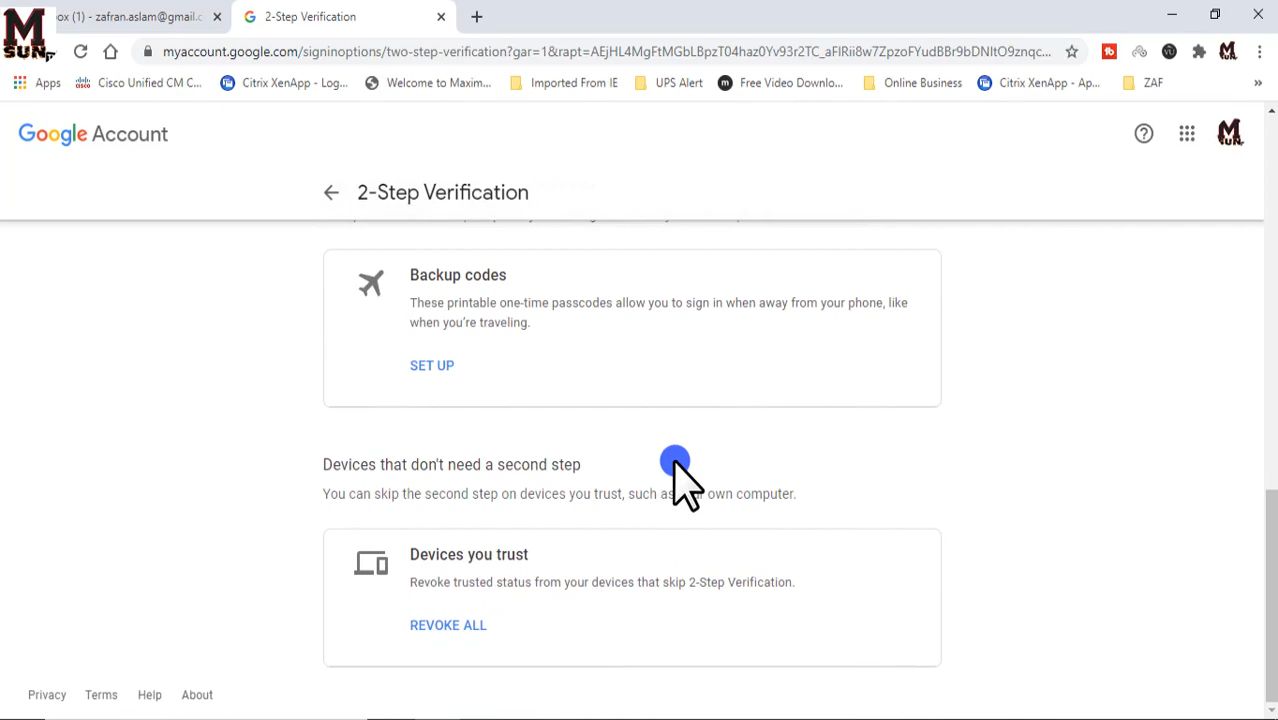 M
SUN
ox (1) - zafran.aslam@gmail.c
2-Step Verification
myaccount.google.com/signinoptions/two-step-verification?gar=1&rapt=AEjHL4MgFtMGbLBpzT04haz0Yv93r2TC_aFlRii8w7ZpzoFYudBBr9bDNItO9znqc...
Apps
Cisco Unified CM C...
Citrix XenApp - Log...
Welcome to Maxim...
Imported From IE
UPS Alert
Free Video Downlo...
Online Business
Citrix XenApp - Ap...
ZAF
»
Google Account
M
SUN
2-Step Verification
Backup codes
These printable one-time passcodes allow you to sign in when away from your phone, like
when you're traveling.
SET UP
Devices that don't need a second step
You can skip the second step on devices you trust, such as own computer.
Devices you trust
Revoke trusted status from your devices that skip 2-Step Verification.
REVOKE ALL
Privacy Terms Help About